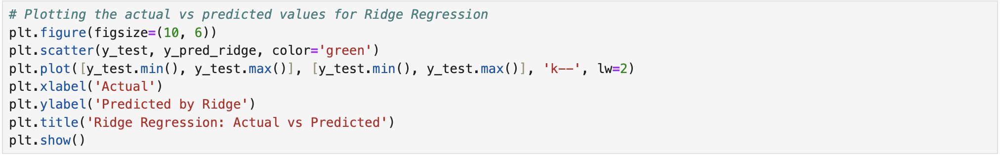 # Plotting the actual vs predicted values for Ridge Regression
plt.figure(figsize=(10, 6))
plt.scatter(y_test, y_pred_ridge, color='green')
plt.plot([y_test.min(), y_test.max()], [y_test.min(), y_test.max()], 'k--', lw=2)
plt.xlabel('Actual')
plt.ylabel('Predicted by Ridge')
plt.title('Ridge Regression: Actual vs Predicted')
plt.show()